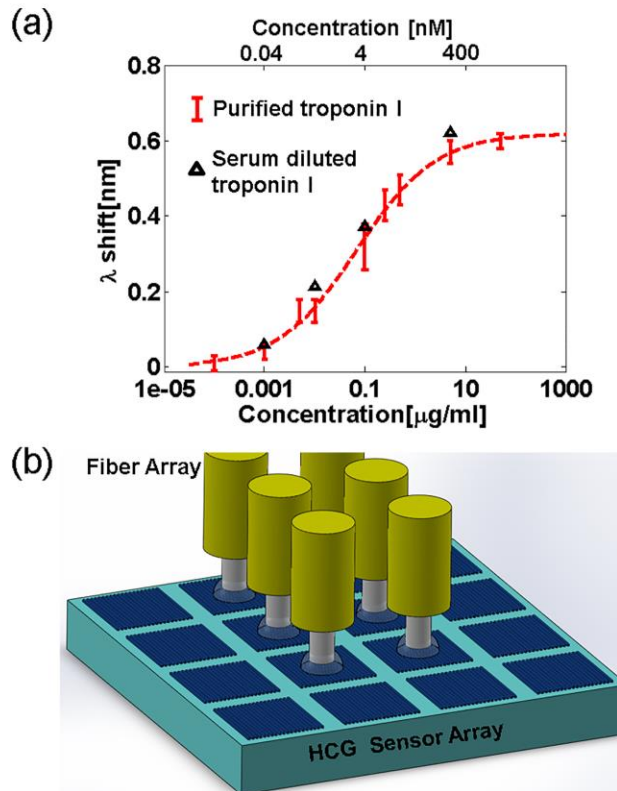 (a)
Concentration [nM]
0.04 4 400
0.8
0.6
0.4
0.2
0
λ shift[nm]
Purified troponin I
Serum diluted
troponin I
1e-05 0.001 0.1 10 1000
Concentration[μg/ml]
(b)
Fiber Array
HCG Sensor Array